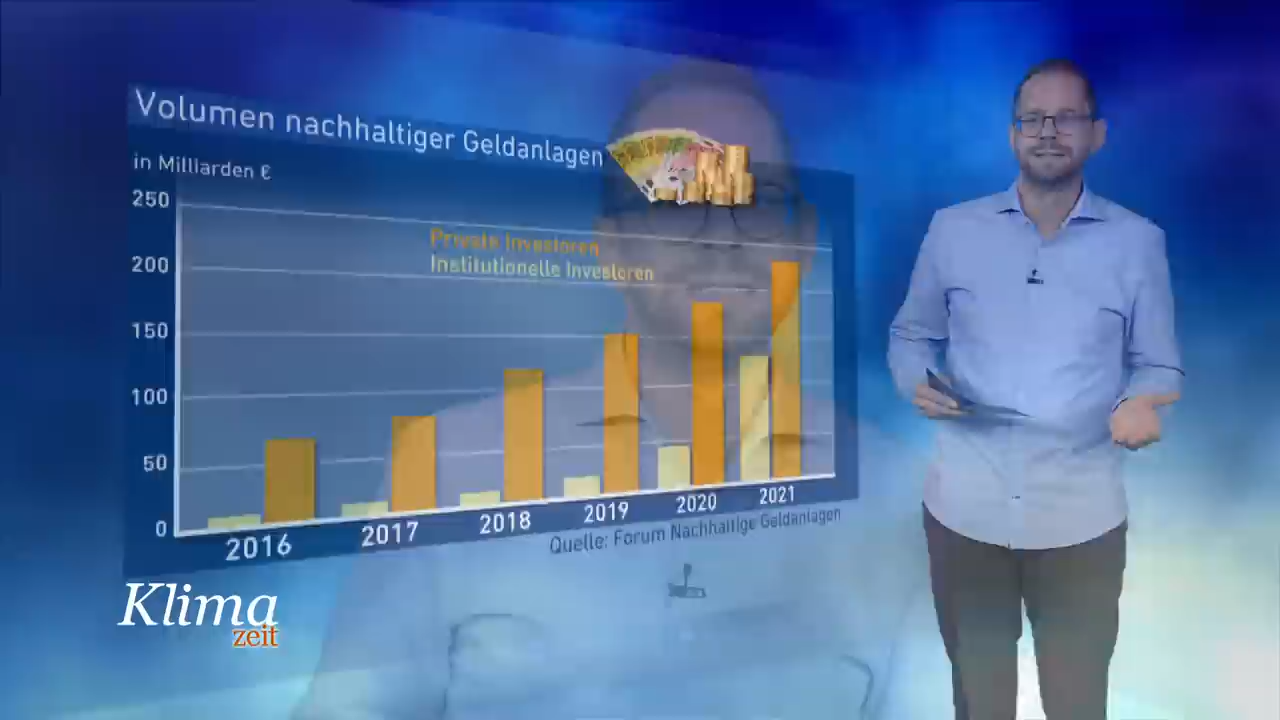 Volumen nachhaltiger Geldanlagen
in Milliarden €
250
200
150
100
50
0
Private Investoren
Institutionelle Investoren
2016
2017
2018
2019
2020
2021
Quelle: Forum Nachhaltige Geldanlagen
Klima
zeit